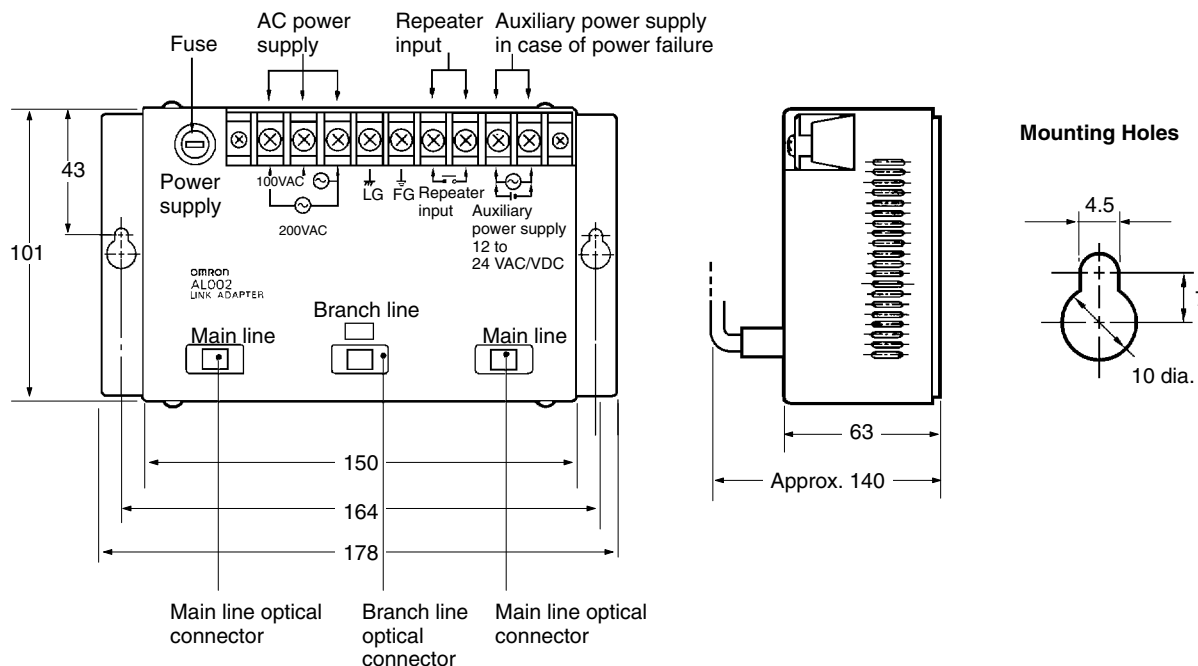 AC power
supply
Repeater
input
Auxiliary power supply
in case of power failure
Fuse
Power
supply
100VAC
200VAC
LG
FG
Repeater
input
Auxiliary
power supply
12 to
24 VAC/VDC
43
101
OMRON
AL002
LINK ADAPTER
Main line
Branch line
Main line
150
164
178
Main line optical
connector
Branch line
optical
connector
Main line optical
connector
63
Approx. 140
Mounting Holes
4.5
10 dia.